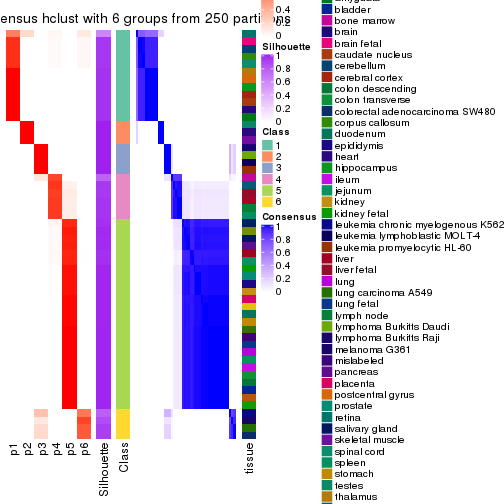 ensus hclust with 6 groups from 250 parti
0.4
0.2
0
Silhouette
1
0.8
0.6
0.4
0.2
0
Class
1
2
3
4
5
6
Consensus
1
0.8
0.6
0.4
0.2
0
p1
p2
p3
p4
p5
p6
Silhouette
Class
tissue
bladder
bone marrow
brain
brain fetal
caudate nucleus
cerebellum
cerebral cortex
colon descending
colon transverse
colorectal adenocarcinoma SW480
corpus callosum
duodenum
epididymis
heart
hippocampus
ileum
jejunum
kidney
kidney fetal
leukemia chronic myelogenous K562
leukemia lymphoblastic MOLT-4
leukemia promyelocytic HL-60
liver
liver fetal
lung
lung carcinoma A549
lung fetal
lymph node
lymphoma Burkitts Daudi
lymphoma Burkitts Raji
melanoma G361
mislabeled
pancreas
placenta
postcentral gyrus
prostate
retina
salivary gland
skeletal muscle
spinal cord
spleen
stomach
testes
thalamus